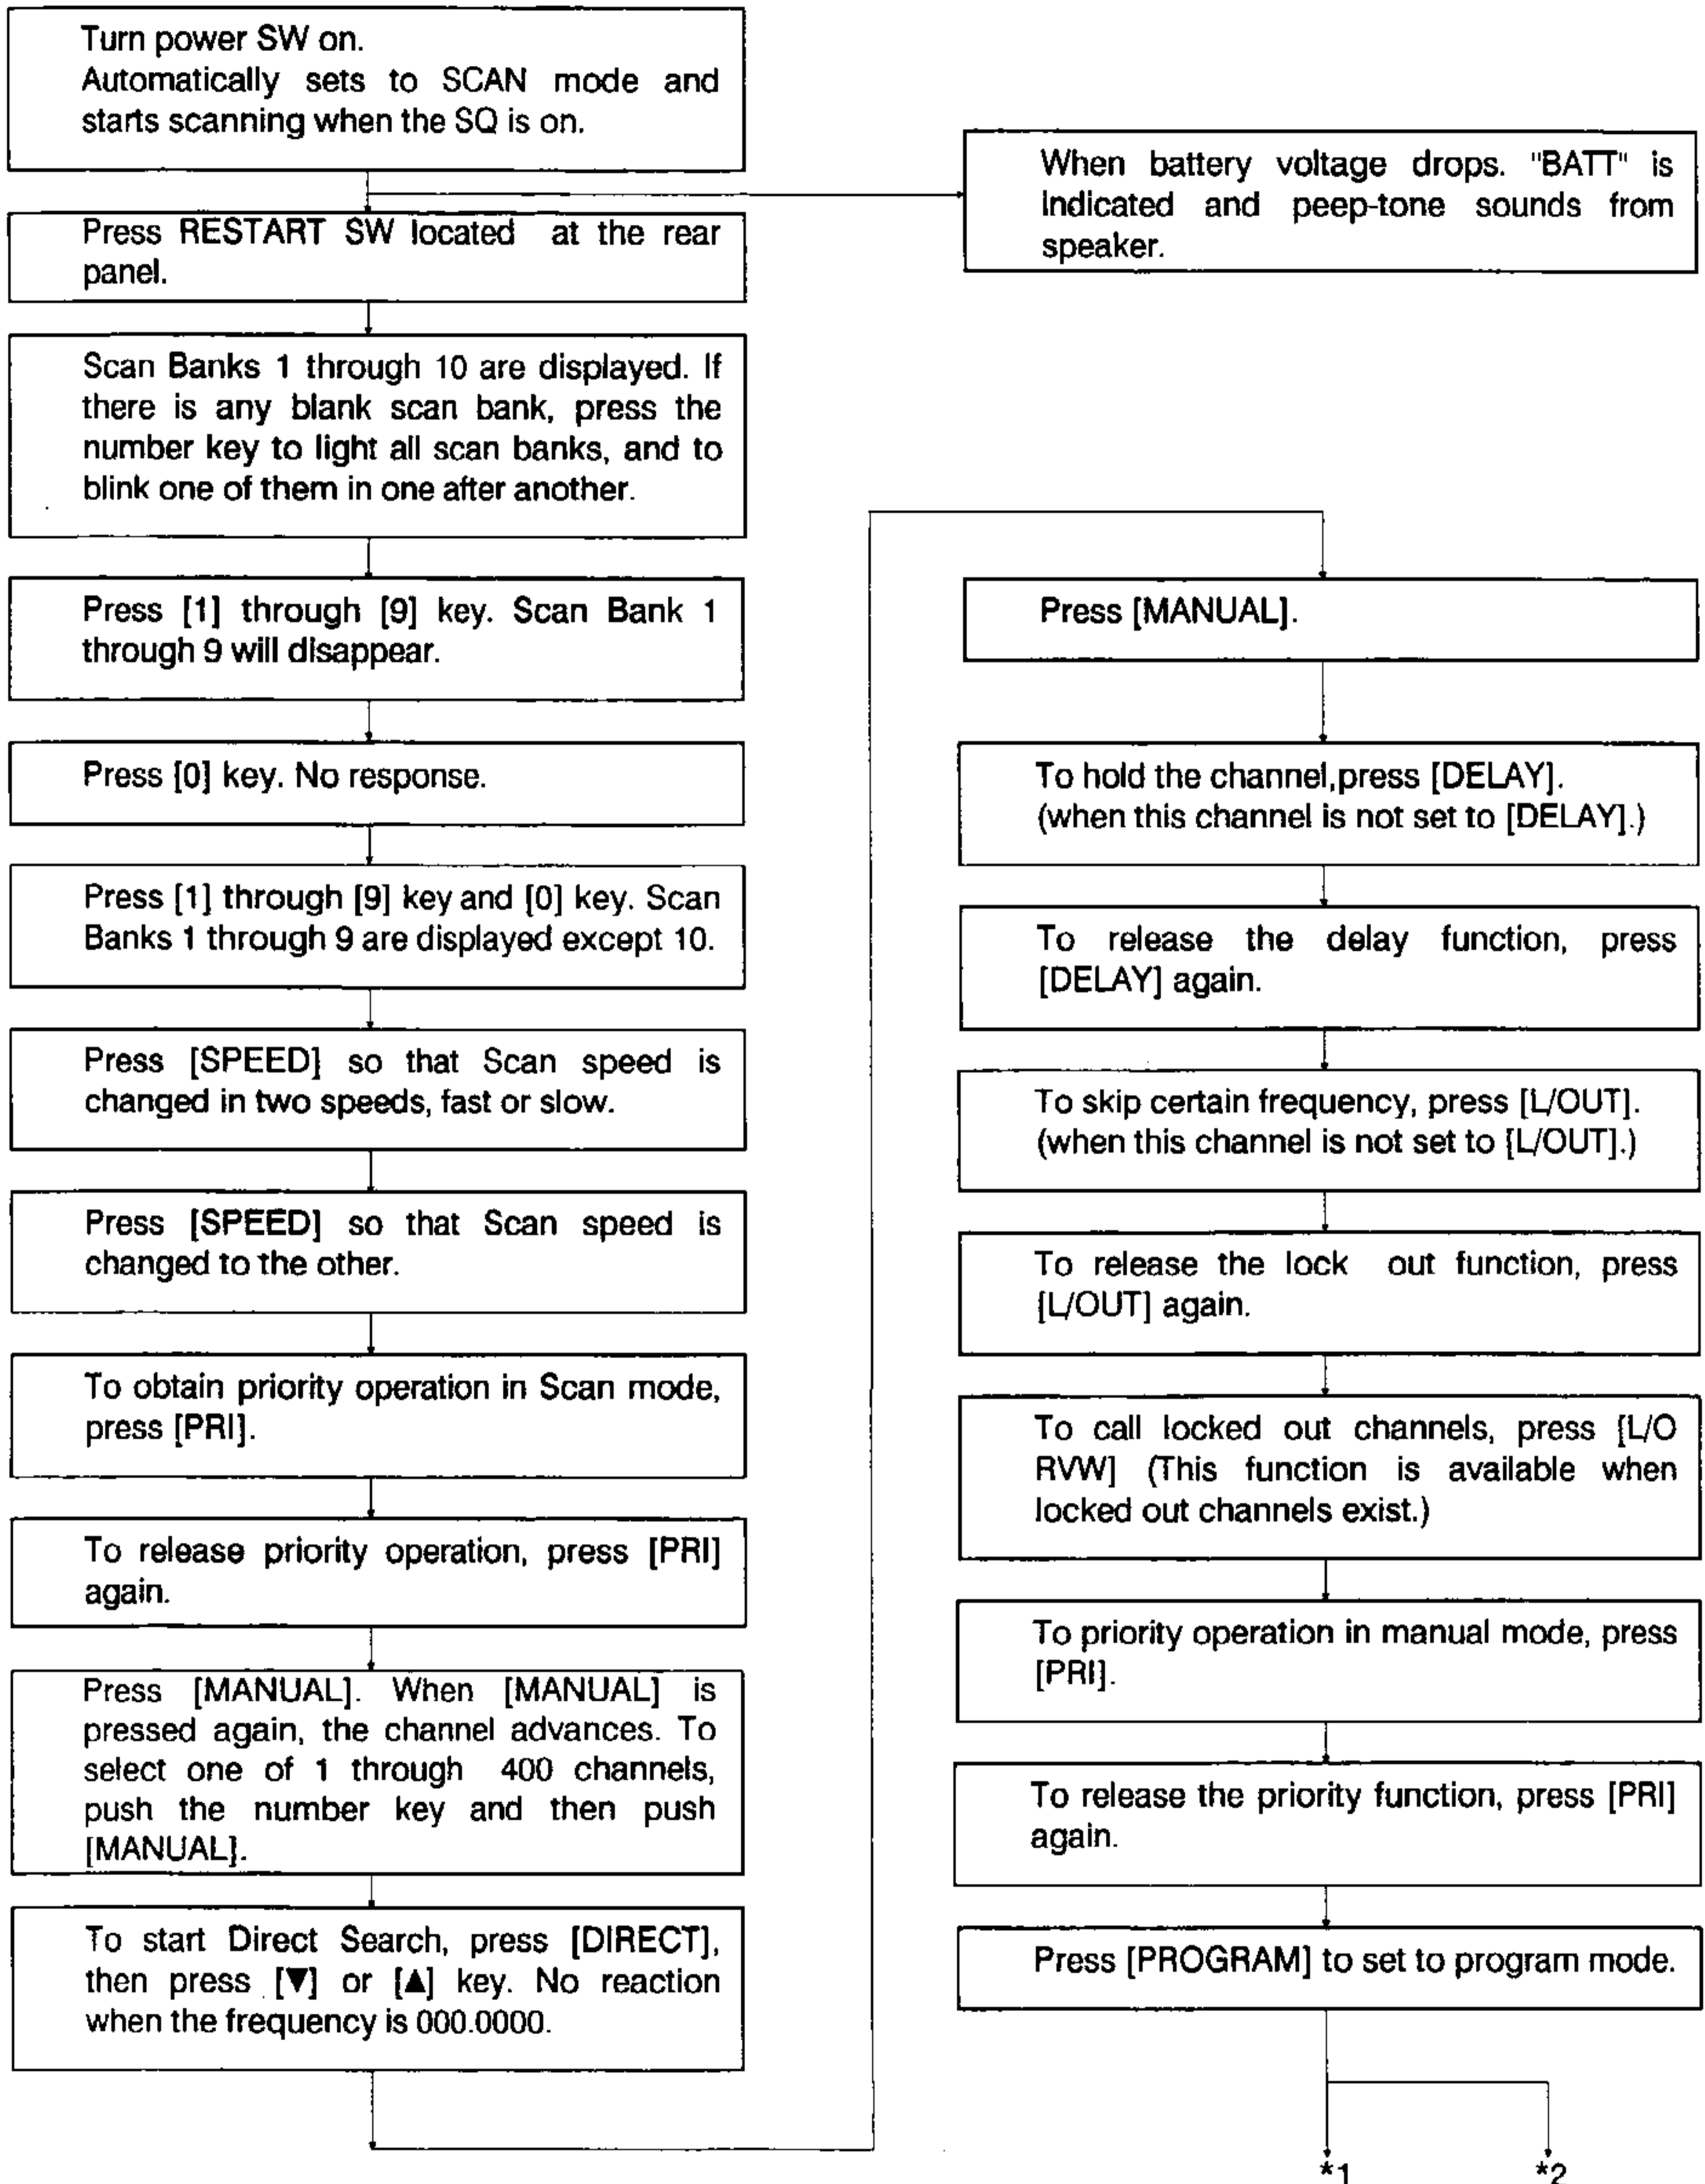 Turn power SW on.
Automatically sets to SCAN mode and
starts scanning when the SQ is on.
When battery voltage drops. "BATT" is
indicated and peep-tone sounds from
speaker.
Press RESTART SW located at the rear
panel.
Scan Banks 1 through 10 are displayed. If
there is any blank scan bank, press the
number key to light all scan banks, and to
blink one of them in one after another.
Press [1] through [9] key. Scan Bank 1
through 9 will disappear.
Press [0] key. No response.
Press [1] through [9] key and [0] key. Scan
Banks 1 through 9 are displayed except 10.
Press [SPEED] so that Scan speed is
changed in two speeds, fast or slow.
Press [SPEED] so that Scan speed is
changed to the other.
To obtain priority operation in Scan mode,
press [PRI].
To release priority operation, press [PRI]
again.
Press [MANUAL]. When [MANUAL] is
pressed again, the channel advances. To
select one of 1 through 400 channels,
push the number key and then push
[MANUAL].
To start Direct Search, press [DIRECT],
then press [▼] or [▲] key. No reaction
when the frequency is 000.0000.
Press [MANUAL].
To hold the channel,press [DELAY].
(when this channel is not set to [DELAY].)
To release the delay function, press
[DELAY] again.
To skip certain frequency, press [L/OUT].
(when this channel is not set to [L/OUT].)
To release the lock out function, press
[L/OUT] again.
To call locked out channels, press [L/O
RVW] (This function is available when
locked out channels exist.)
To priority operation in manual mode, press
[PRI].
To release the priority function, press [PRI]
again.
Press [PROGRAM] to set to program mode.
*1 *2